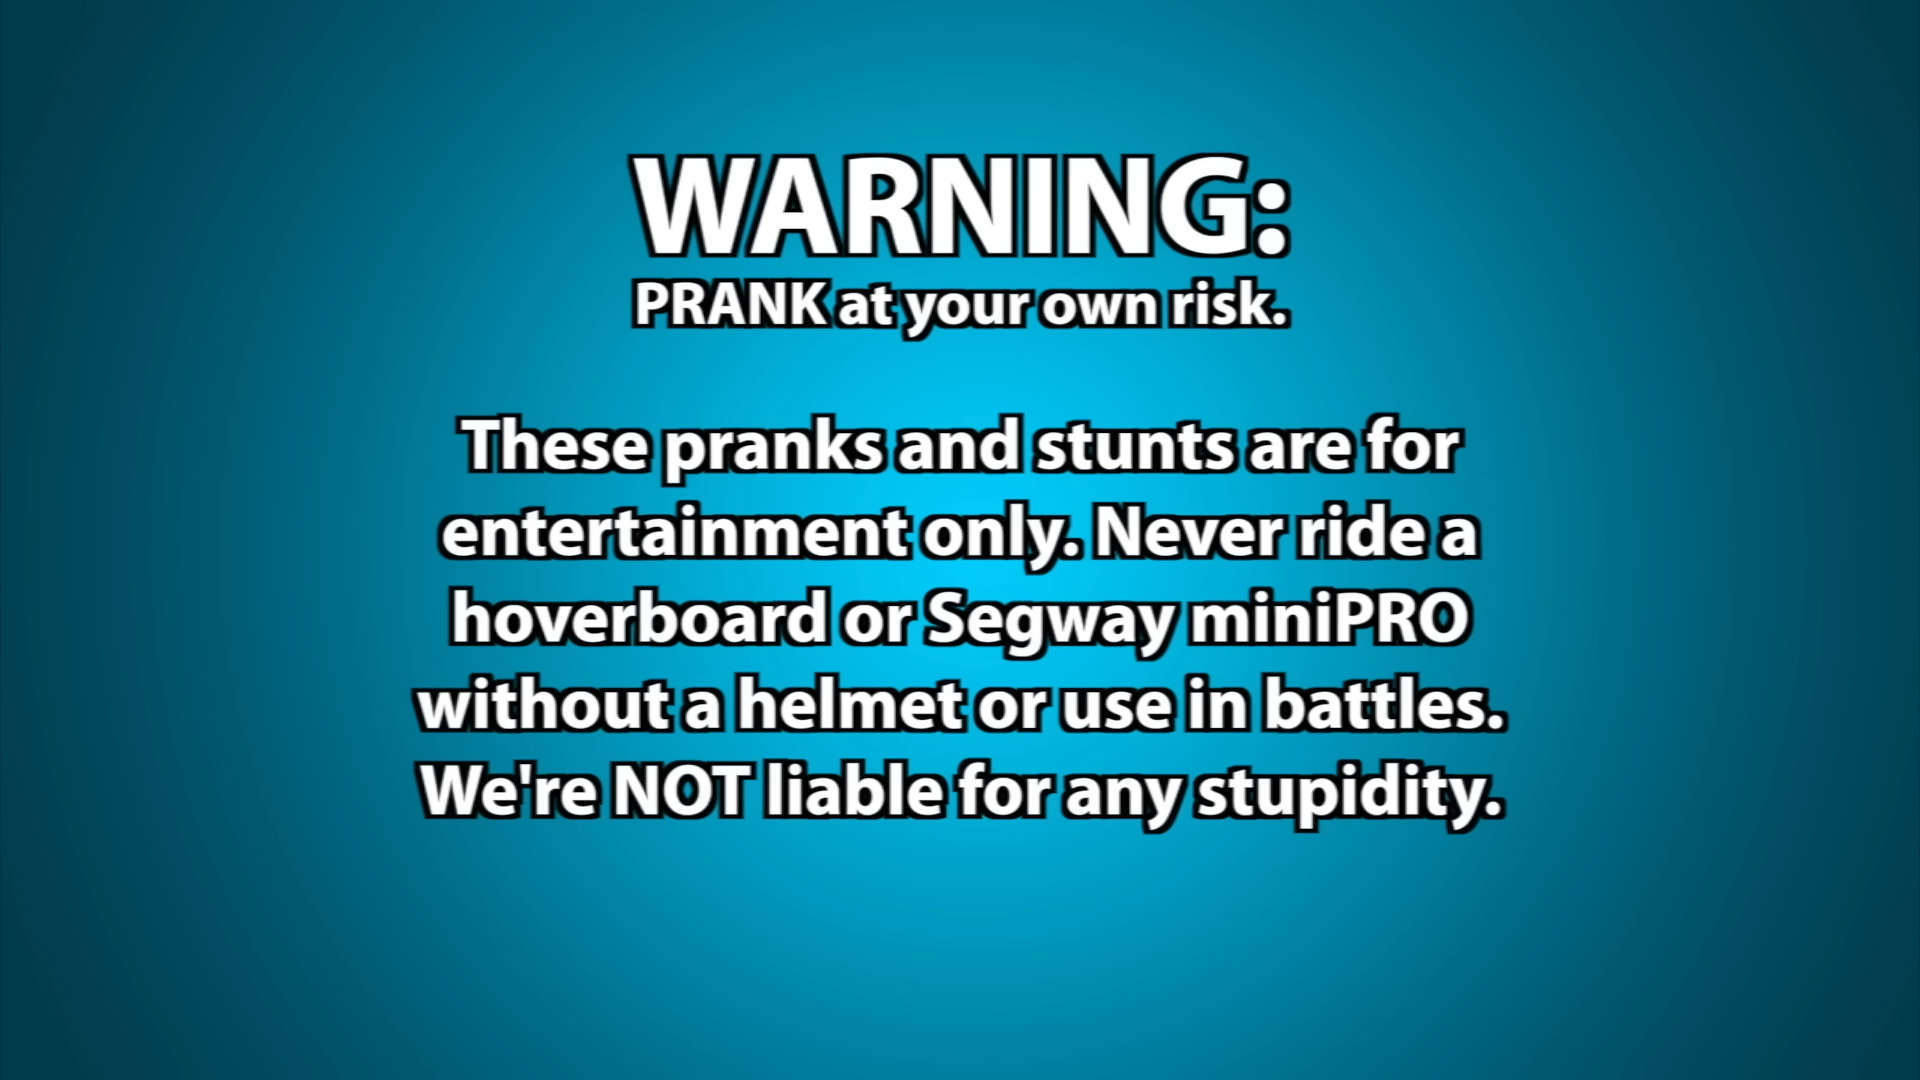 WARNING:
PRANK at your own risk.
These pranks and stunts are for
entertainment only. Never ride a
hoverboard or Segway miniPRO
without a helmet or use in battles.
We're NOT liable for any stupidity.